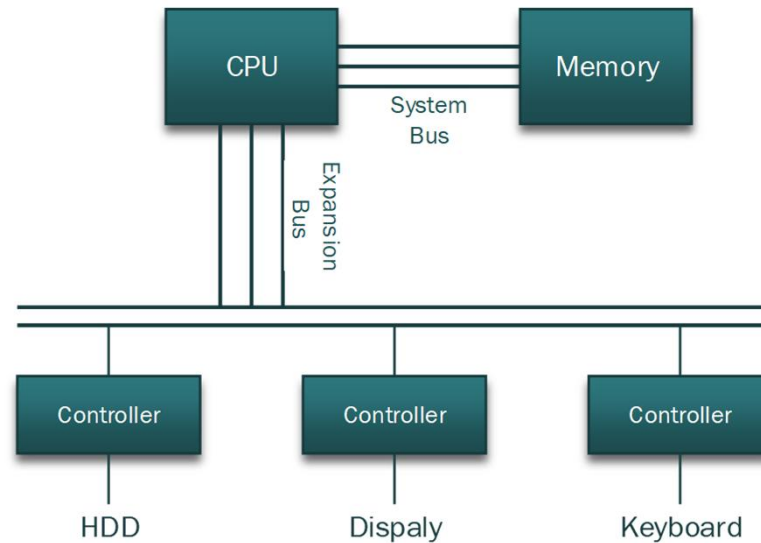 CPU
Memory
System
Bus
Expansion
Bus
Controller
Controller
Controller
HDD
Dispaly
Keyboard